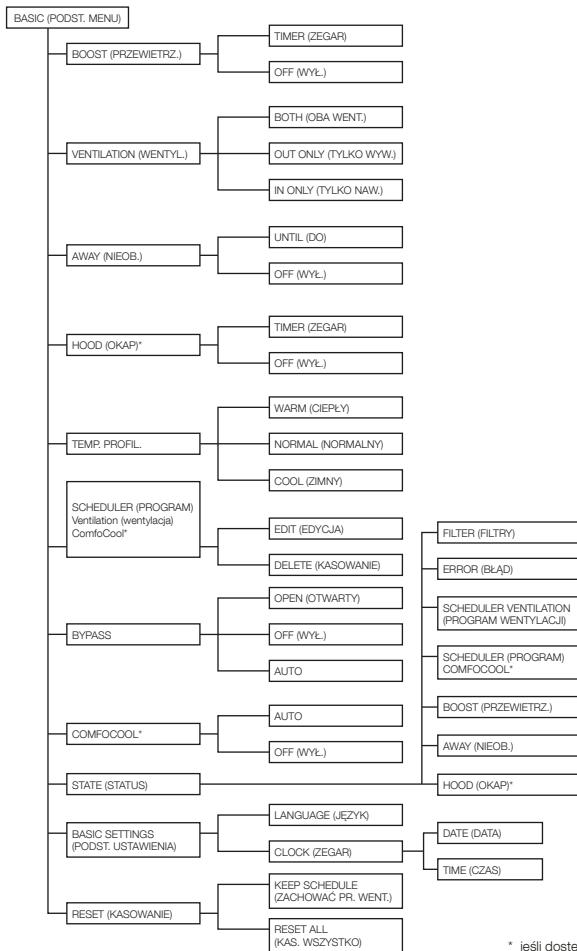 BASIC (PODST. MENU)
BOOST (PRZEWIETRZ.)
TIMER (ZEGAR)
OFF (WYŁ.)
VENTILATION (WENTYL.)
BOTH (OBA WENT.)
OUT ONLY (TYLKO WYW.)
IN ONLY (TYLKO NAW.)
AWAY (NIEOB.)
UNTIL (DO)
OFF (WYŁ.)
HOOD (OKAP)*
TIMER (ZEGAR)
OFF (WYŁ.)
TEMP. PROFIL.
WARM (CIEPŁY)
NORMAL (NORMALNY)
COOL (ZIMNY)
SCHEDULER (PROGRAM)
Ventilation (wentylacja)
ComfoCool*
EDIT (EDYCJA)
DELETE (KASOWANIE)
BYPASS
OPEN (OTWARTY)
OFF (WYŁ.)
AUTO
COMFOCOOL*
AUTO
OFF (WYŁ.)
STATE (STATUS)
FILTER (FILTRY)
ERROR (BŁĄD)
SCHEDULER VENTILATION
(PROGRAM WENTYLACJI)
SCHEDULER (PROGRAM)
COMFOCOOL*
BOOST (PRZEWIETRZ.)
AWAY (NIEOB.)
HOOD (OKAP)*
BASIC SETTINGS
(PODST. USTAWIENIA)
LANGUAGE (JĘZYK)
CLOCK (ZEGAR)
DATE (DATA)
TIME (CZAS)
RESET (KASOWANIE)
KEEP SCHEDULE
(ZACHOWAĆ PR. WENT.)
RESET ALL
(KAS. WSZYSTKO)
* jeśli dostę